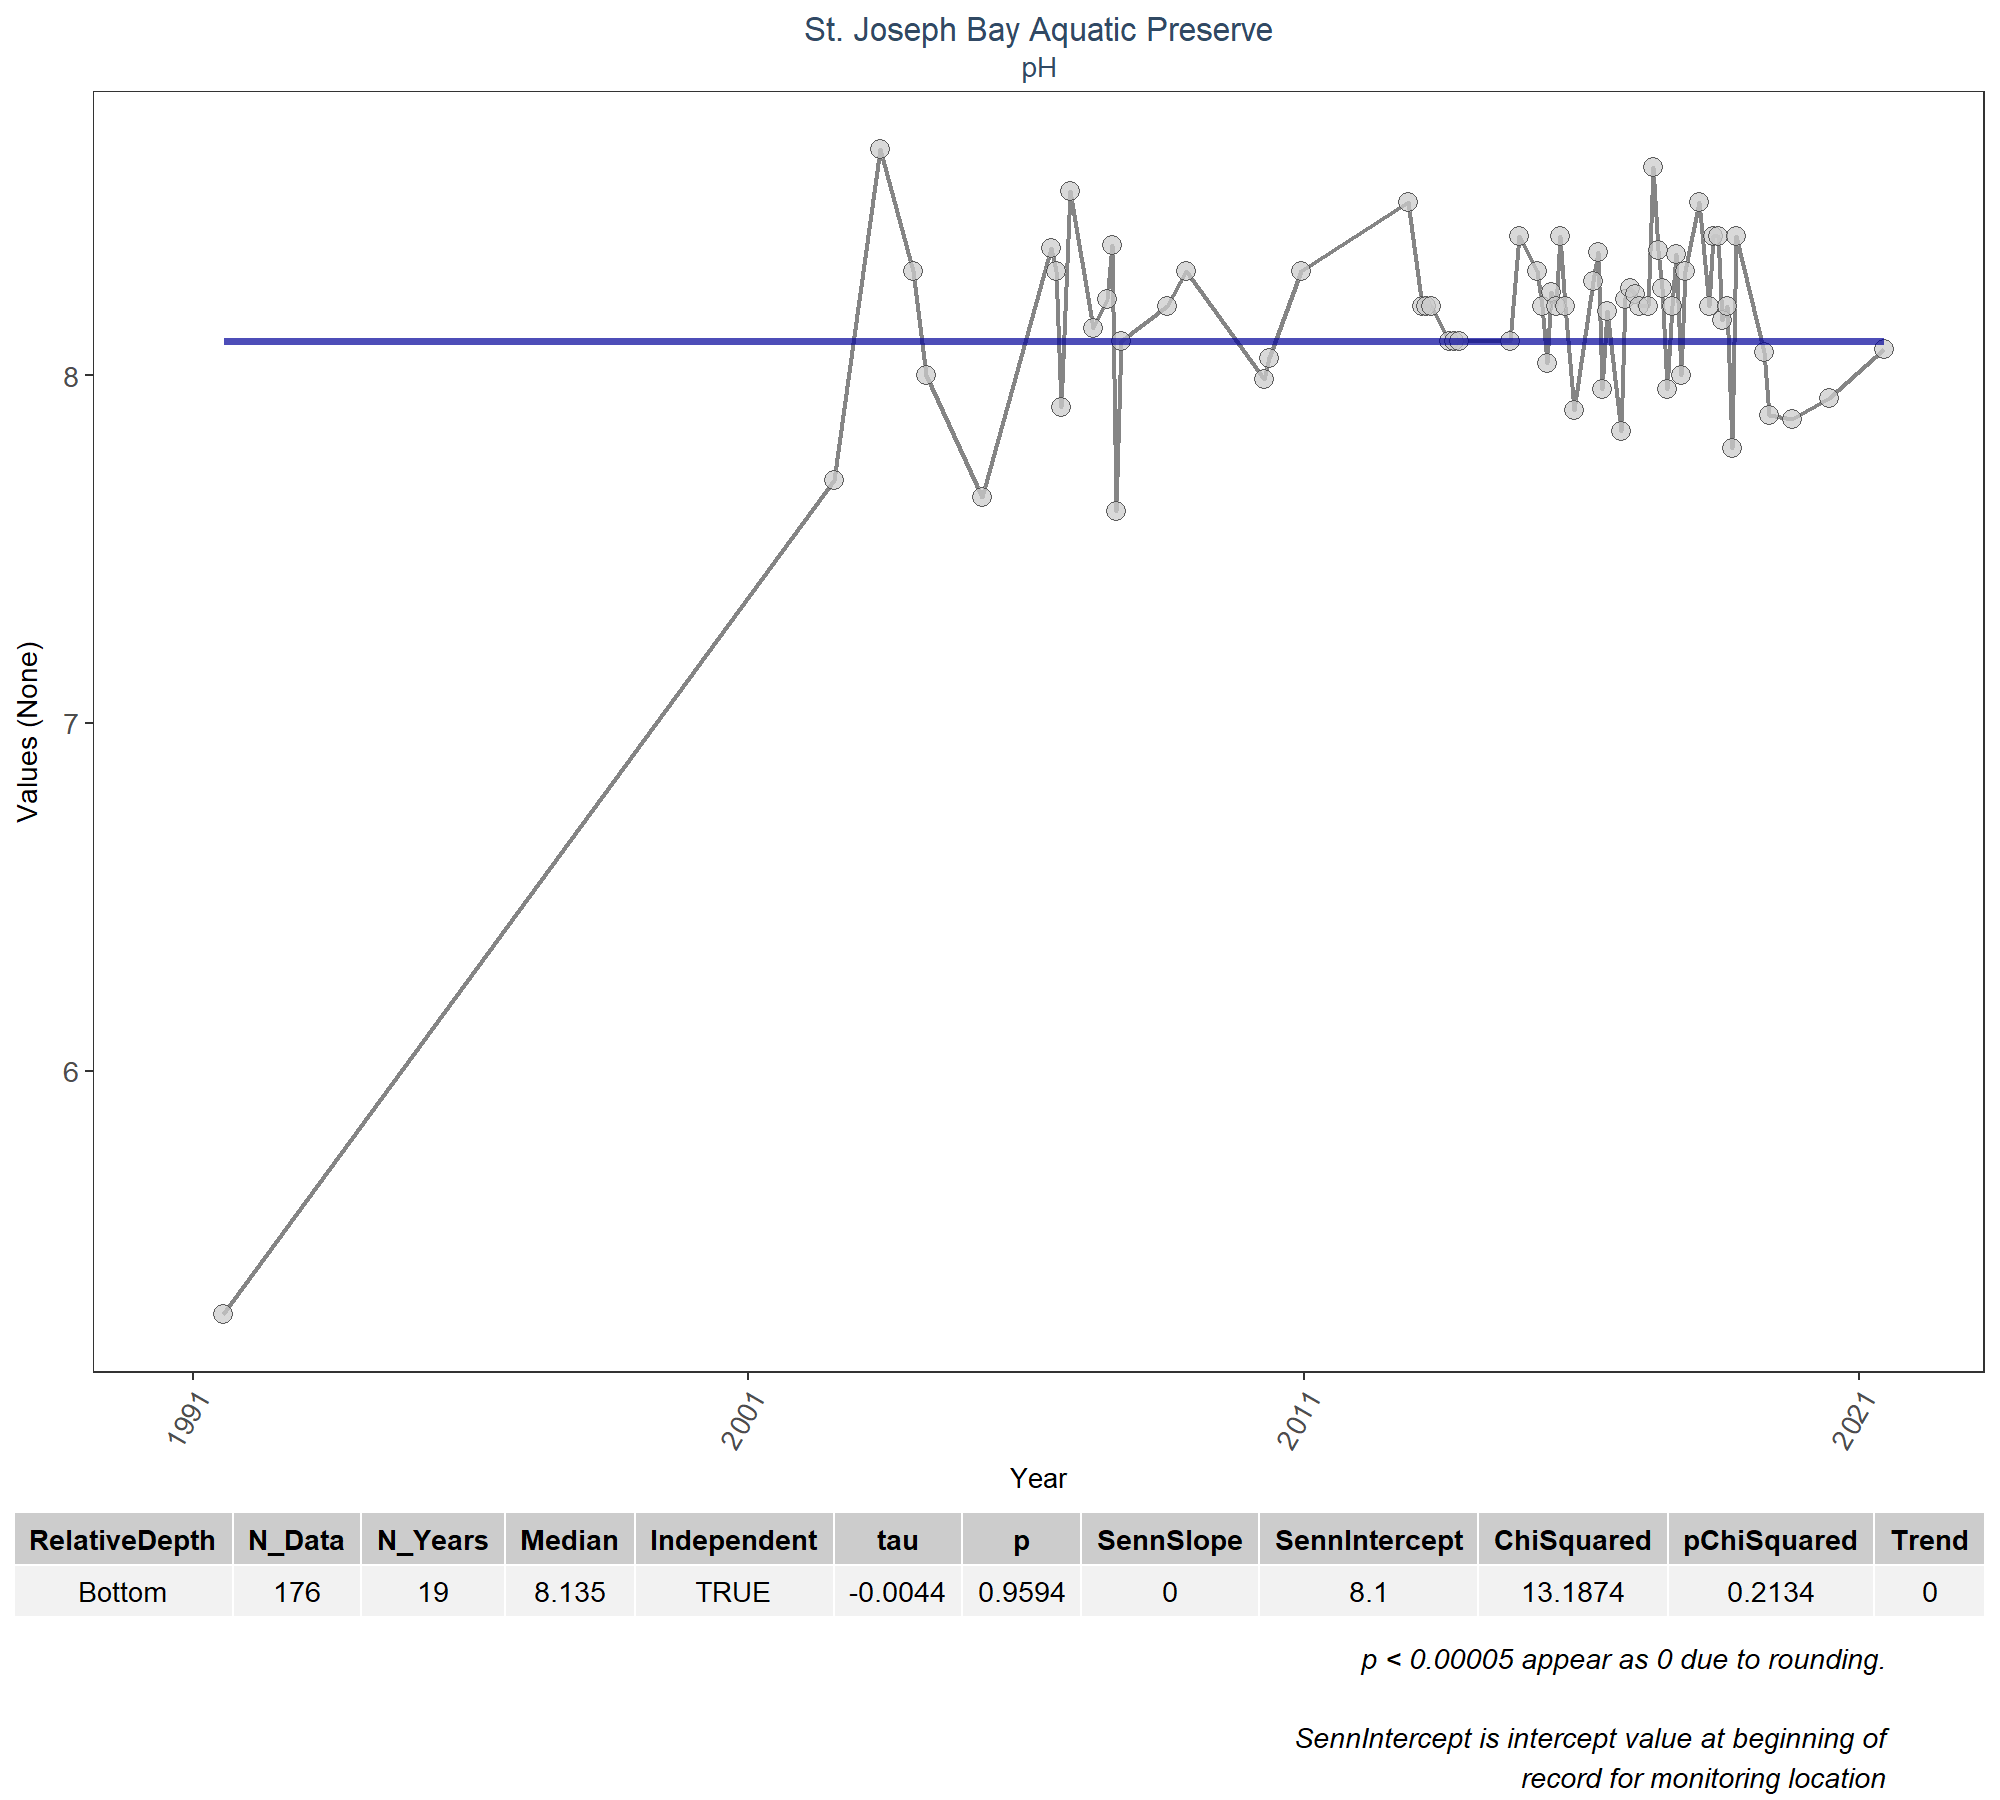 St. Joseph Bay Aquatic Preserve
pH
Values (None)
8
7
6
1991 2001 2011 2021
Year
RelativeDepth N_Data N_Years Median Independent tau p SennSlope SennIntercept ChiSquared pChiSquared Trend
Bottom 176 19 8.135 TRUE -0.0044 0.9594 0 8.1 13.1874 0.2134 0
p < 0.00005 appear as 0 due to rounding.
SennIntercept is intercept value at beginning of
record for monitoring location